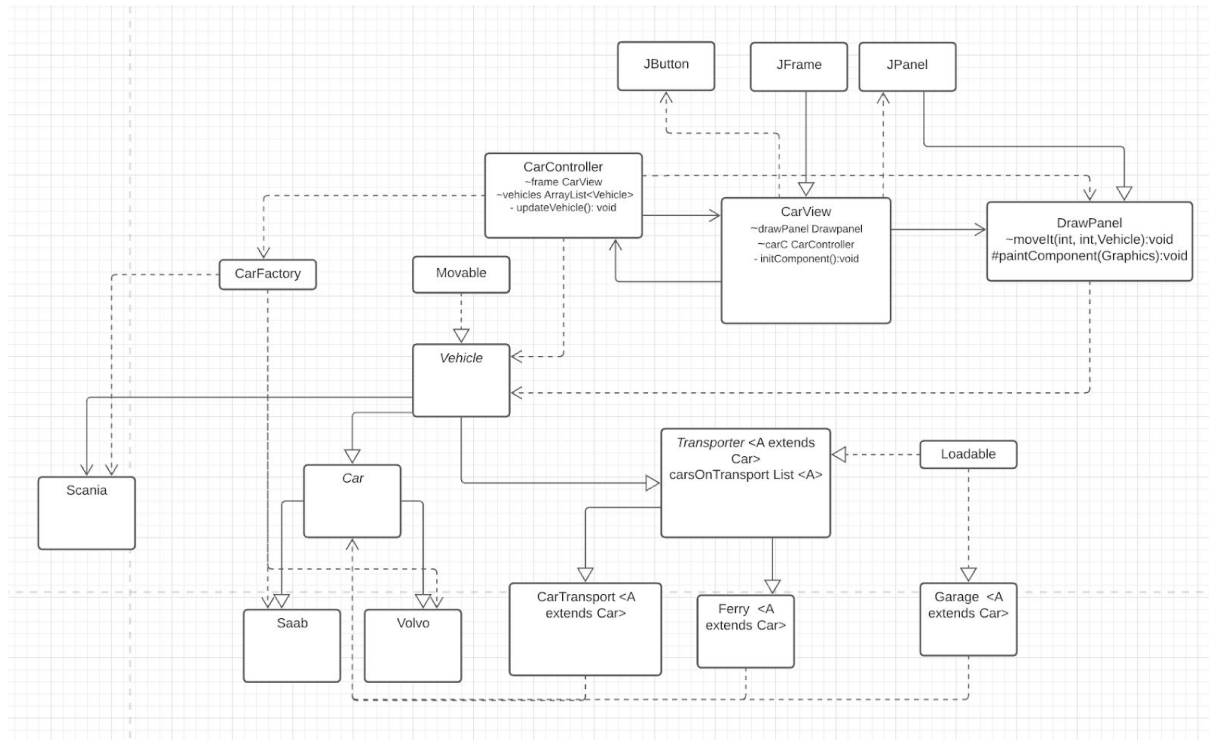 JButton
JFrame
JPanel
CarController
~frame CarView
~vehicles ArrayList<Vehicle>
- updateVehicle(): void
CarView
~drawPanel Drawpanel
~carC CarController
- initComponent():void
DrawPanel
~moveIt(int, int,Vehicle):void
#paintComponent(Graphics):void
CarFactory
Movable
Vehicle
Transporter <A extends
Car>
carsOnTransport List <A>
Loadable
Scania
Car
CarTransport <A
extends Car>
Ferry <A
extends Car>
Garage <A
extends Car>
Saab
Volvo